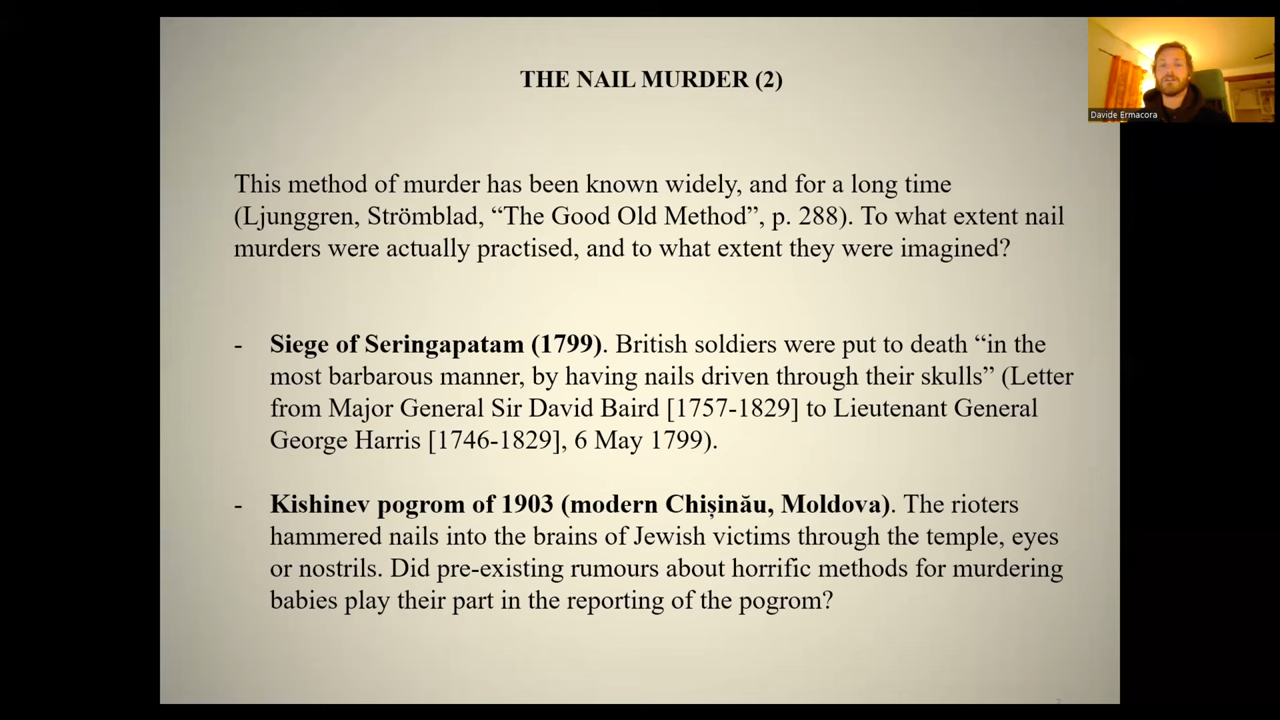 THE NAIL MURDER (2)
Davide Ermacora
This method of murder has been known widely, and for a long time
(Ljunggren, Strömblad, “The Good Old Method”, p. 288). To what extent nail
murders were actually practised, and to what extent they were imagined?
- Siege of Seringapatam (1799). British soldiers were put to death “in the
most barbarous manner, by having nails driven through their skulls” (Letter
from Major General Sir David Baird [1757-1829] to Lieutenant General
George Harris [1746-1829], 6 May 1799).
- Kishinev pogrom of 1903 (modern Chișinău, Moldova). The rioters
hammered nails into the brains of Jewish victims through the temple, eyes
or nostrils. Did pre-existing rumours about horrific methods for murdering
babies play their part in the reporting of the pogrom?